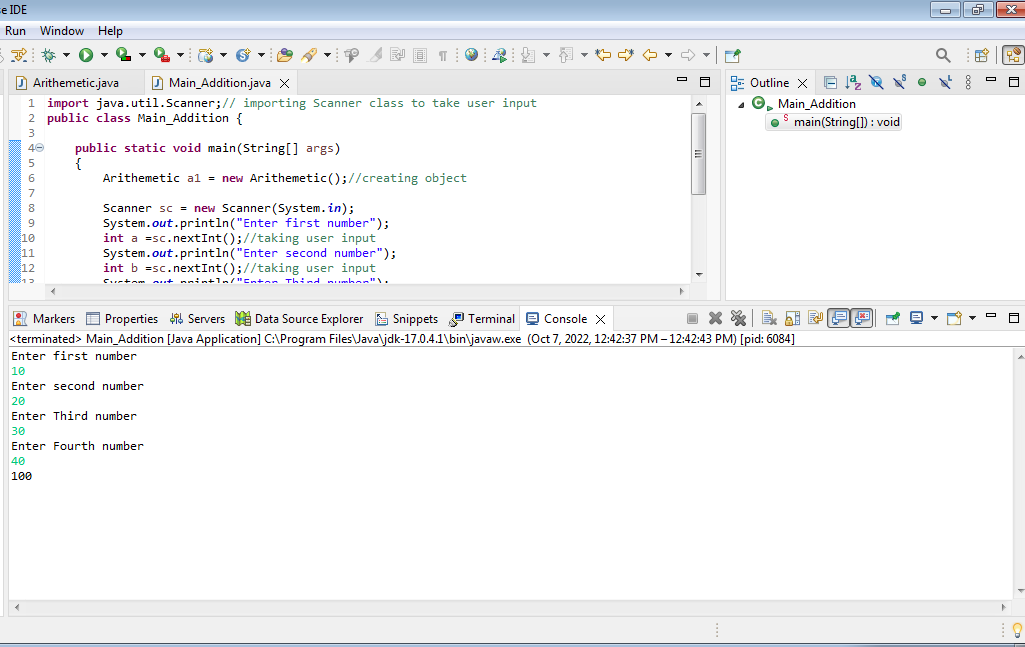 se IDE
Run Window Help
Arithemetic.java Main_Addition.java
1 import java.util.Scanner;// importing Scanner class to take user input
2 public class Main_Addition {
3
4 public static void main(String[] args)
5 {
6 Arithemetic a1 = new Arithemetic();//creating object
7
8 Scanner sc = new Scanner(System.in);
9 System.out.println("Enter first number");
10 int a =sc.nextInt();//taking user input
11 System.out.println("Enter second number");
12 int b =sc.nextInt();//taking user input
13 System.out.println("Enter Third number");
Outline
Main_Addition
main(String[]) : void
Markers Properties Servers Data Source Explorer Snippets Terminal Console
<terminated> Main_Addition [Java Application] C:\Program Files\Java\jdk-17.0.4.1\bin\javaw.exe (Oct 7, 2022, 12:42:37 PM – 12:42:43 PM) [pid: 6084]
Enter first number
10
Enter second number
20
Enter Third number
30
Enter Fourth number
40
100